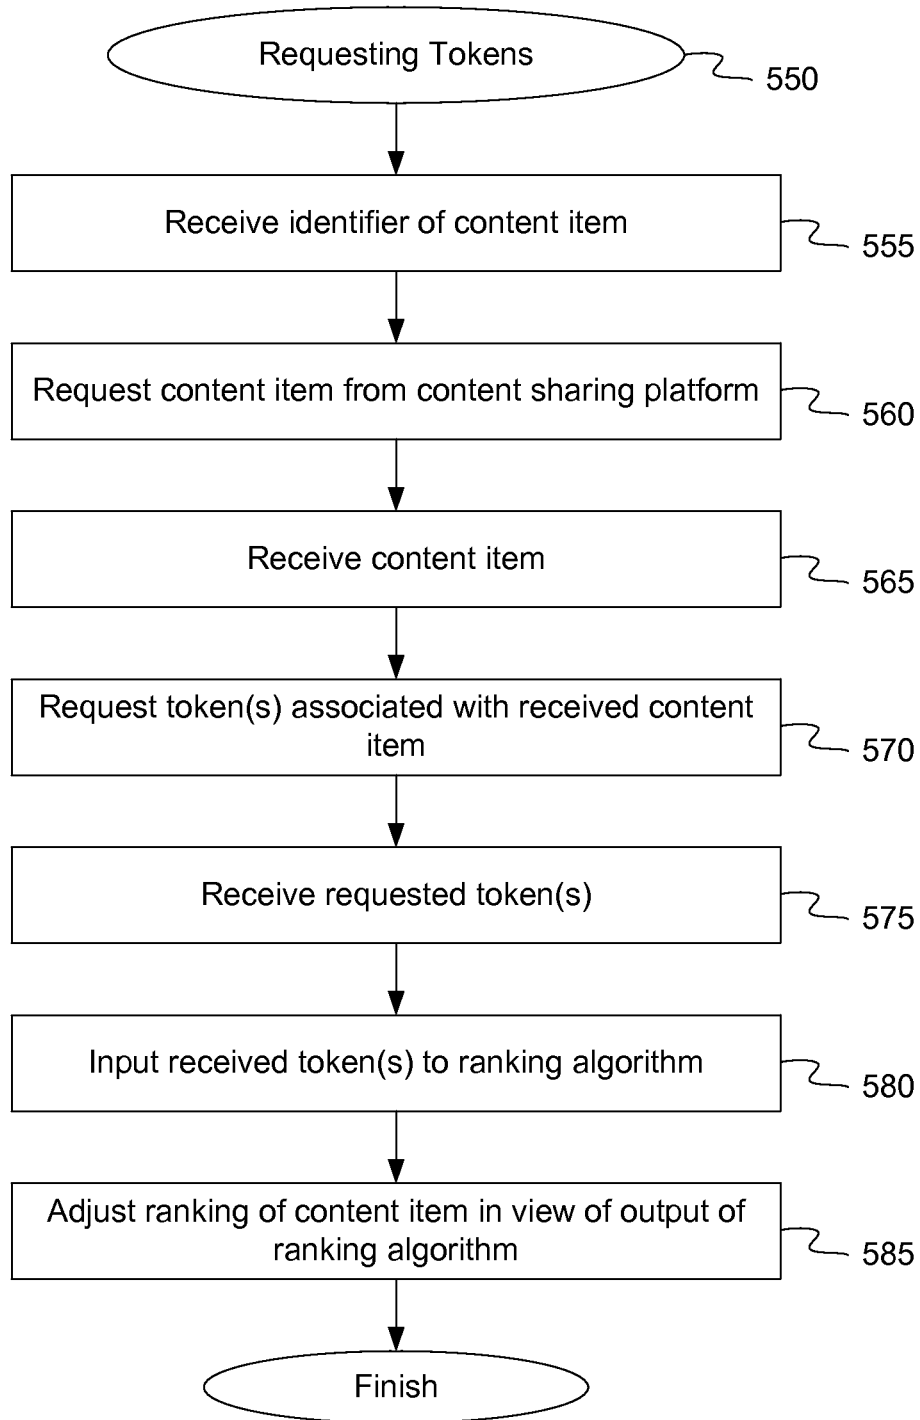 Requesting Tokens
550
Receive identifier of content item
555
Request content item from content sharing platform
560
Receive content item
565
Request token(s) associated with received content
item
570
Receive requested token(s)
575
Input received token(s) to ranking algorithm
580
Adjust ranking of content item in view of output of
ranking algorithm
585
Finish